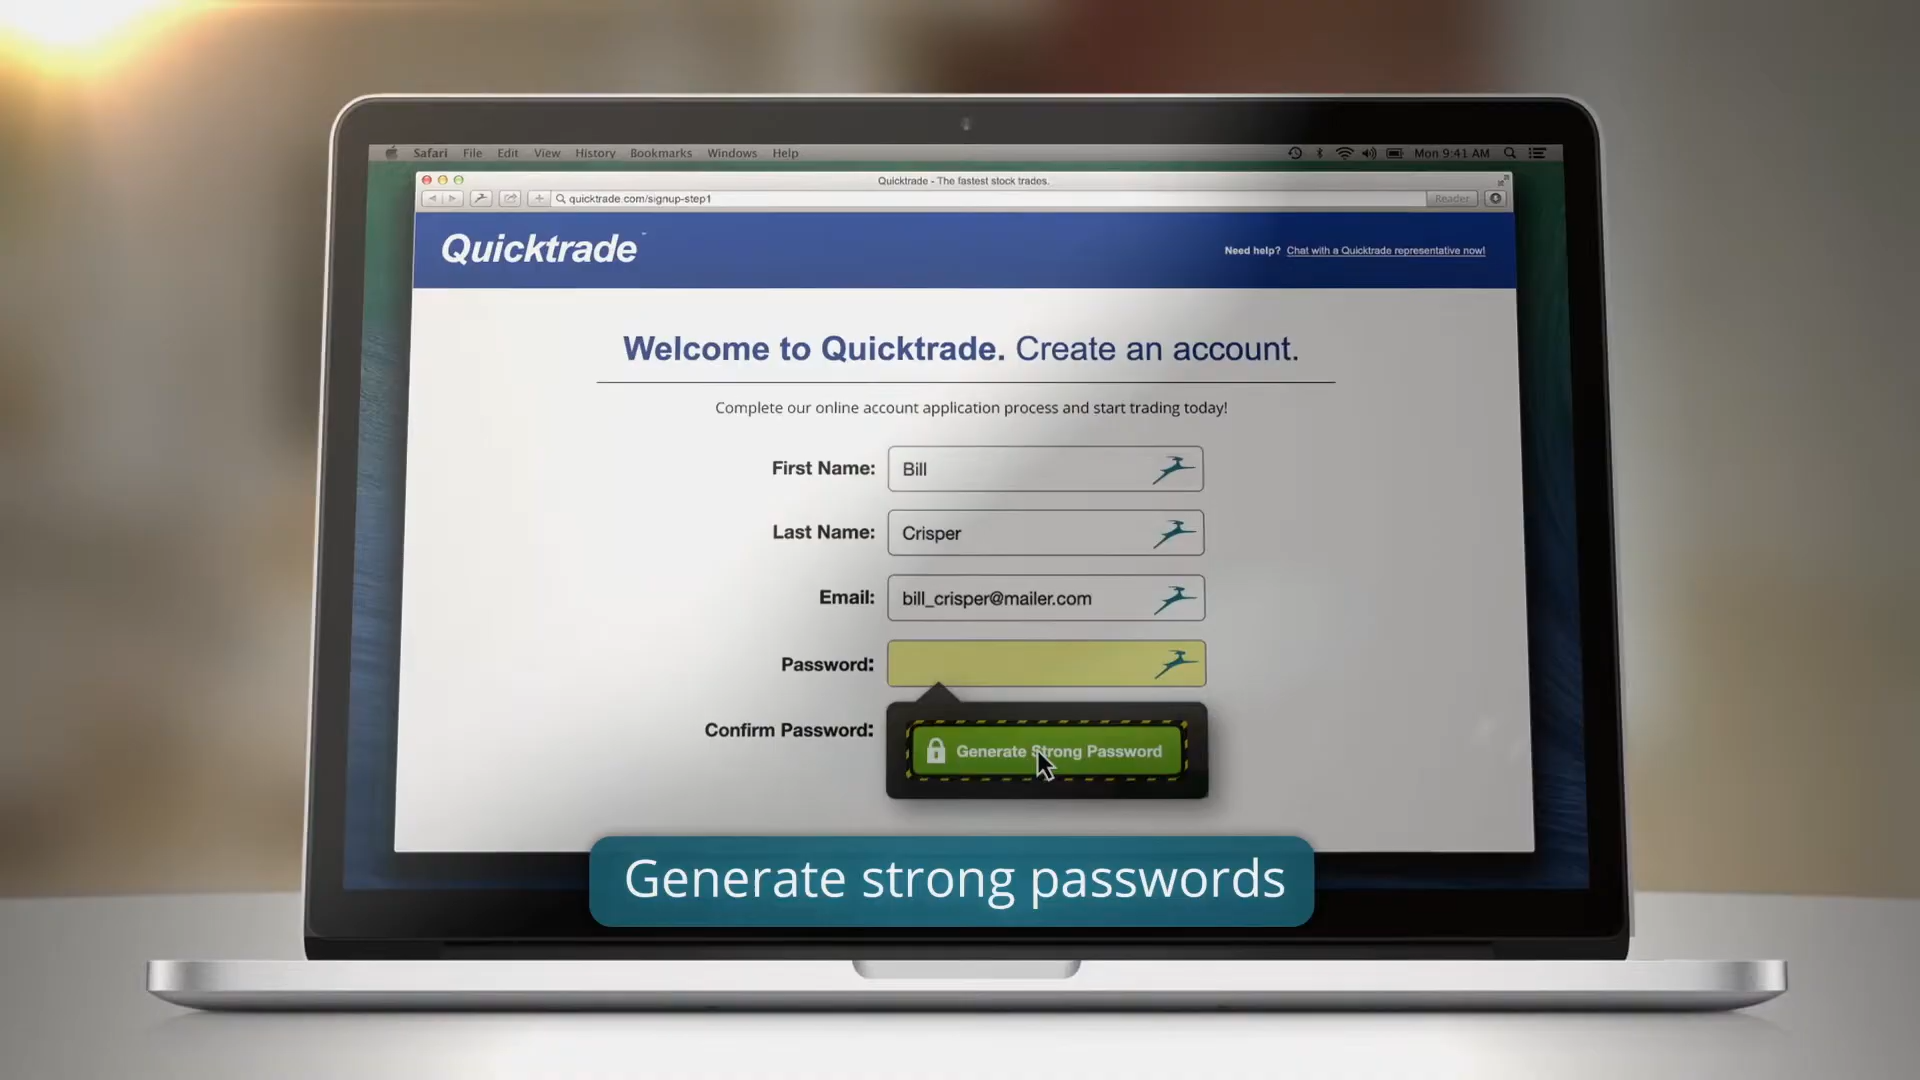 Safari File Edit View History Bookmarks Windows Help Mon 9:41 AM
Quicktrade - The fastest stock trades.
quicktrade.com/signup-step1 Reader
Quicktrade
Need help? Chat with a Quicktrade representative now!
Welcome to Quicktrade. Create an account.
Complete our online account application process and start trading today!
First Name: Bill
Last Name: Crisper
Email: bill_crisper@mailer.com
Password:
Confirm Password:
Generate Strong Password
Generate strong passwords